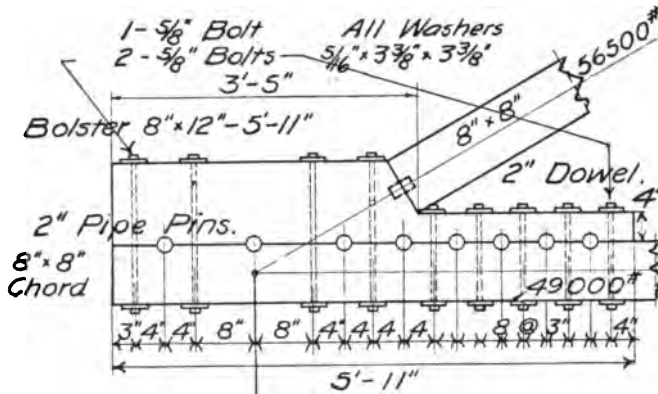 1-5/8" Bolt
All Washers
2-5/8" Bolts
5/16" x 3 3/8" x 3 3/8"
56500#
3'-5"
Bolster 8"x12"-5'-11"
8" x 8"
2" Dowel.
4"
2" Pipe Pins.
8" x 8"
Chord
49000#
3" 4" 4" 8" 8" 4" 4 4 4 8 @ 3" 4"
5'-11"